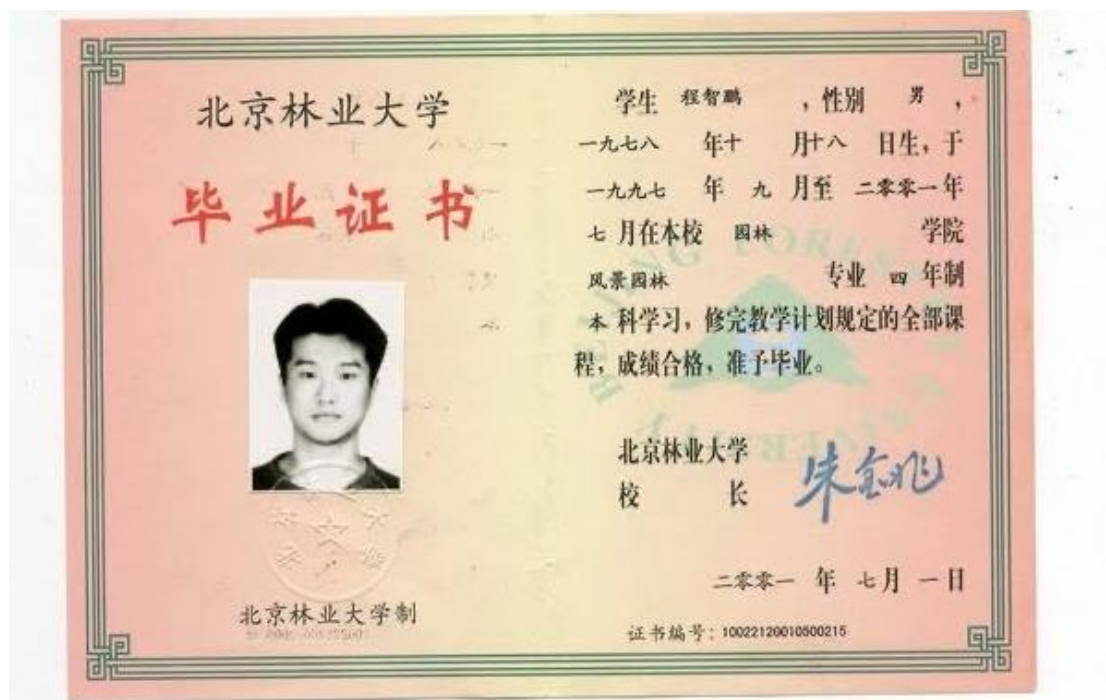 北京林业大学
毕业证书
北京林业大学制
学生 程智鹏 ，性别 男 ，
一九七八 年十 月十八 日生，于
一九九七 年 九 月至 二零零一年
七 月在本校 园林 学院
风景园林 专业 四 年制
本 科学习，修完教学计划规定的全部课
程，成绩合格，准予毕业。
北京林业大学
校 长 朱金兆
二零零一 年 七月 一日
证书编号：10022120010500215